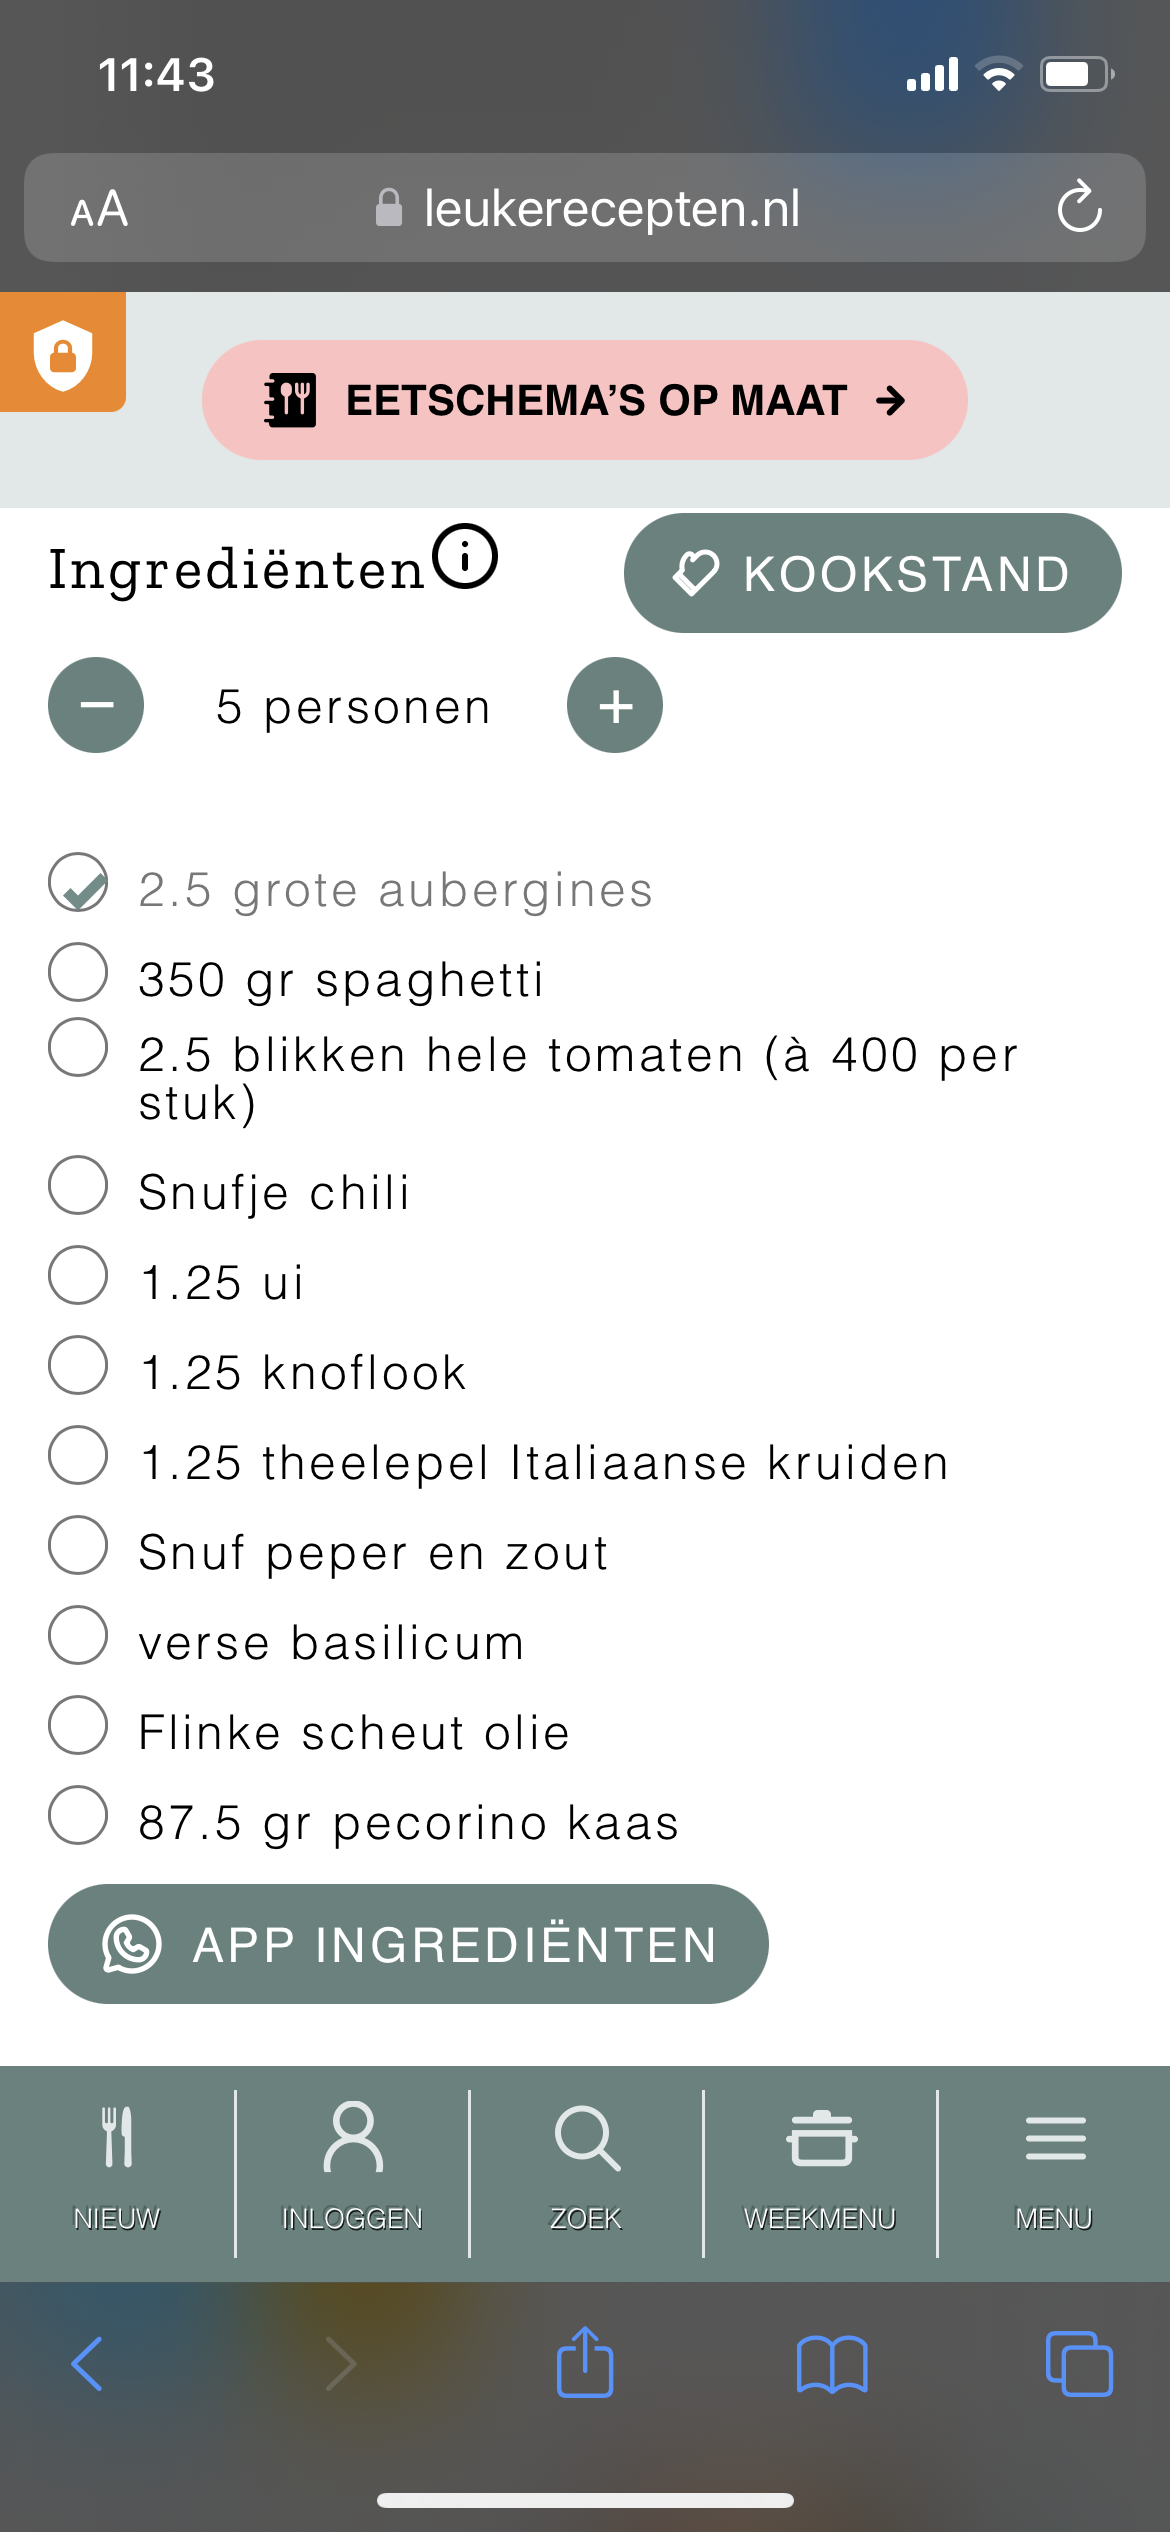 11:43
AA leukerecepten.nl
EETSCHEMA’S OP MAAT
Ingrediënten
KOOKSTAND
5 personen
2.5 grote aubergines
350 gr spaghetti
2.5 blikken hele tomaten (à 400 per
stuk)
Snufje chili
1.25 ui
1.25 knoflook
1.25 theelepel Italiaanse kruiden
Snuf peper en zout
verse basilicum
Flinke scheut olie
87.5 gr pecorino kaas
APP INGREDIËNTEN
NIEUW INLOGGEN ZOEK WEEKMENU MENU